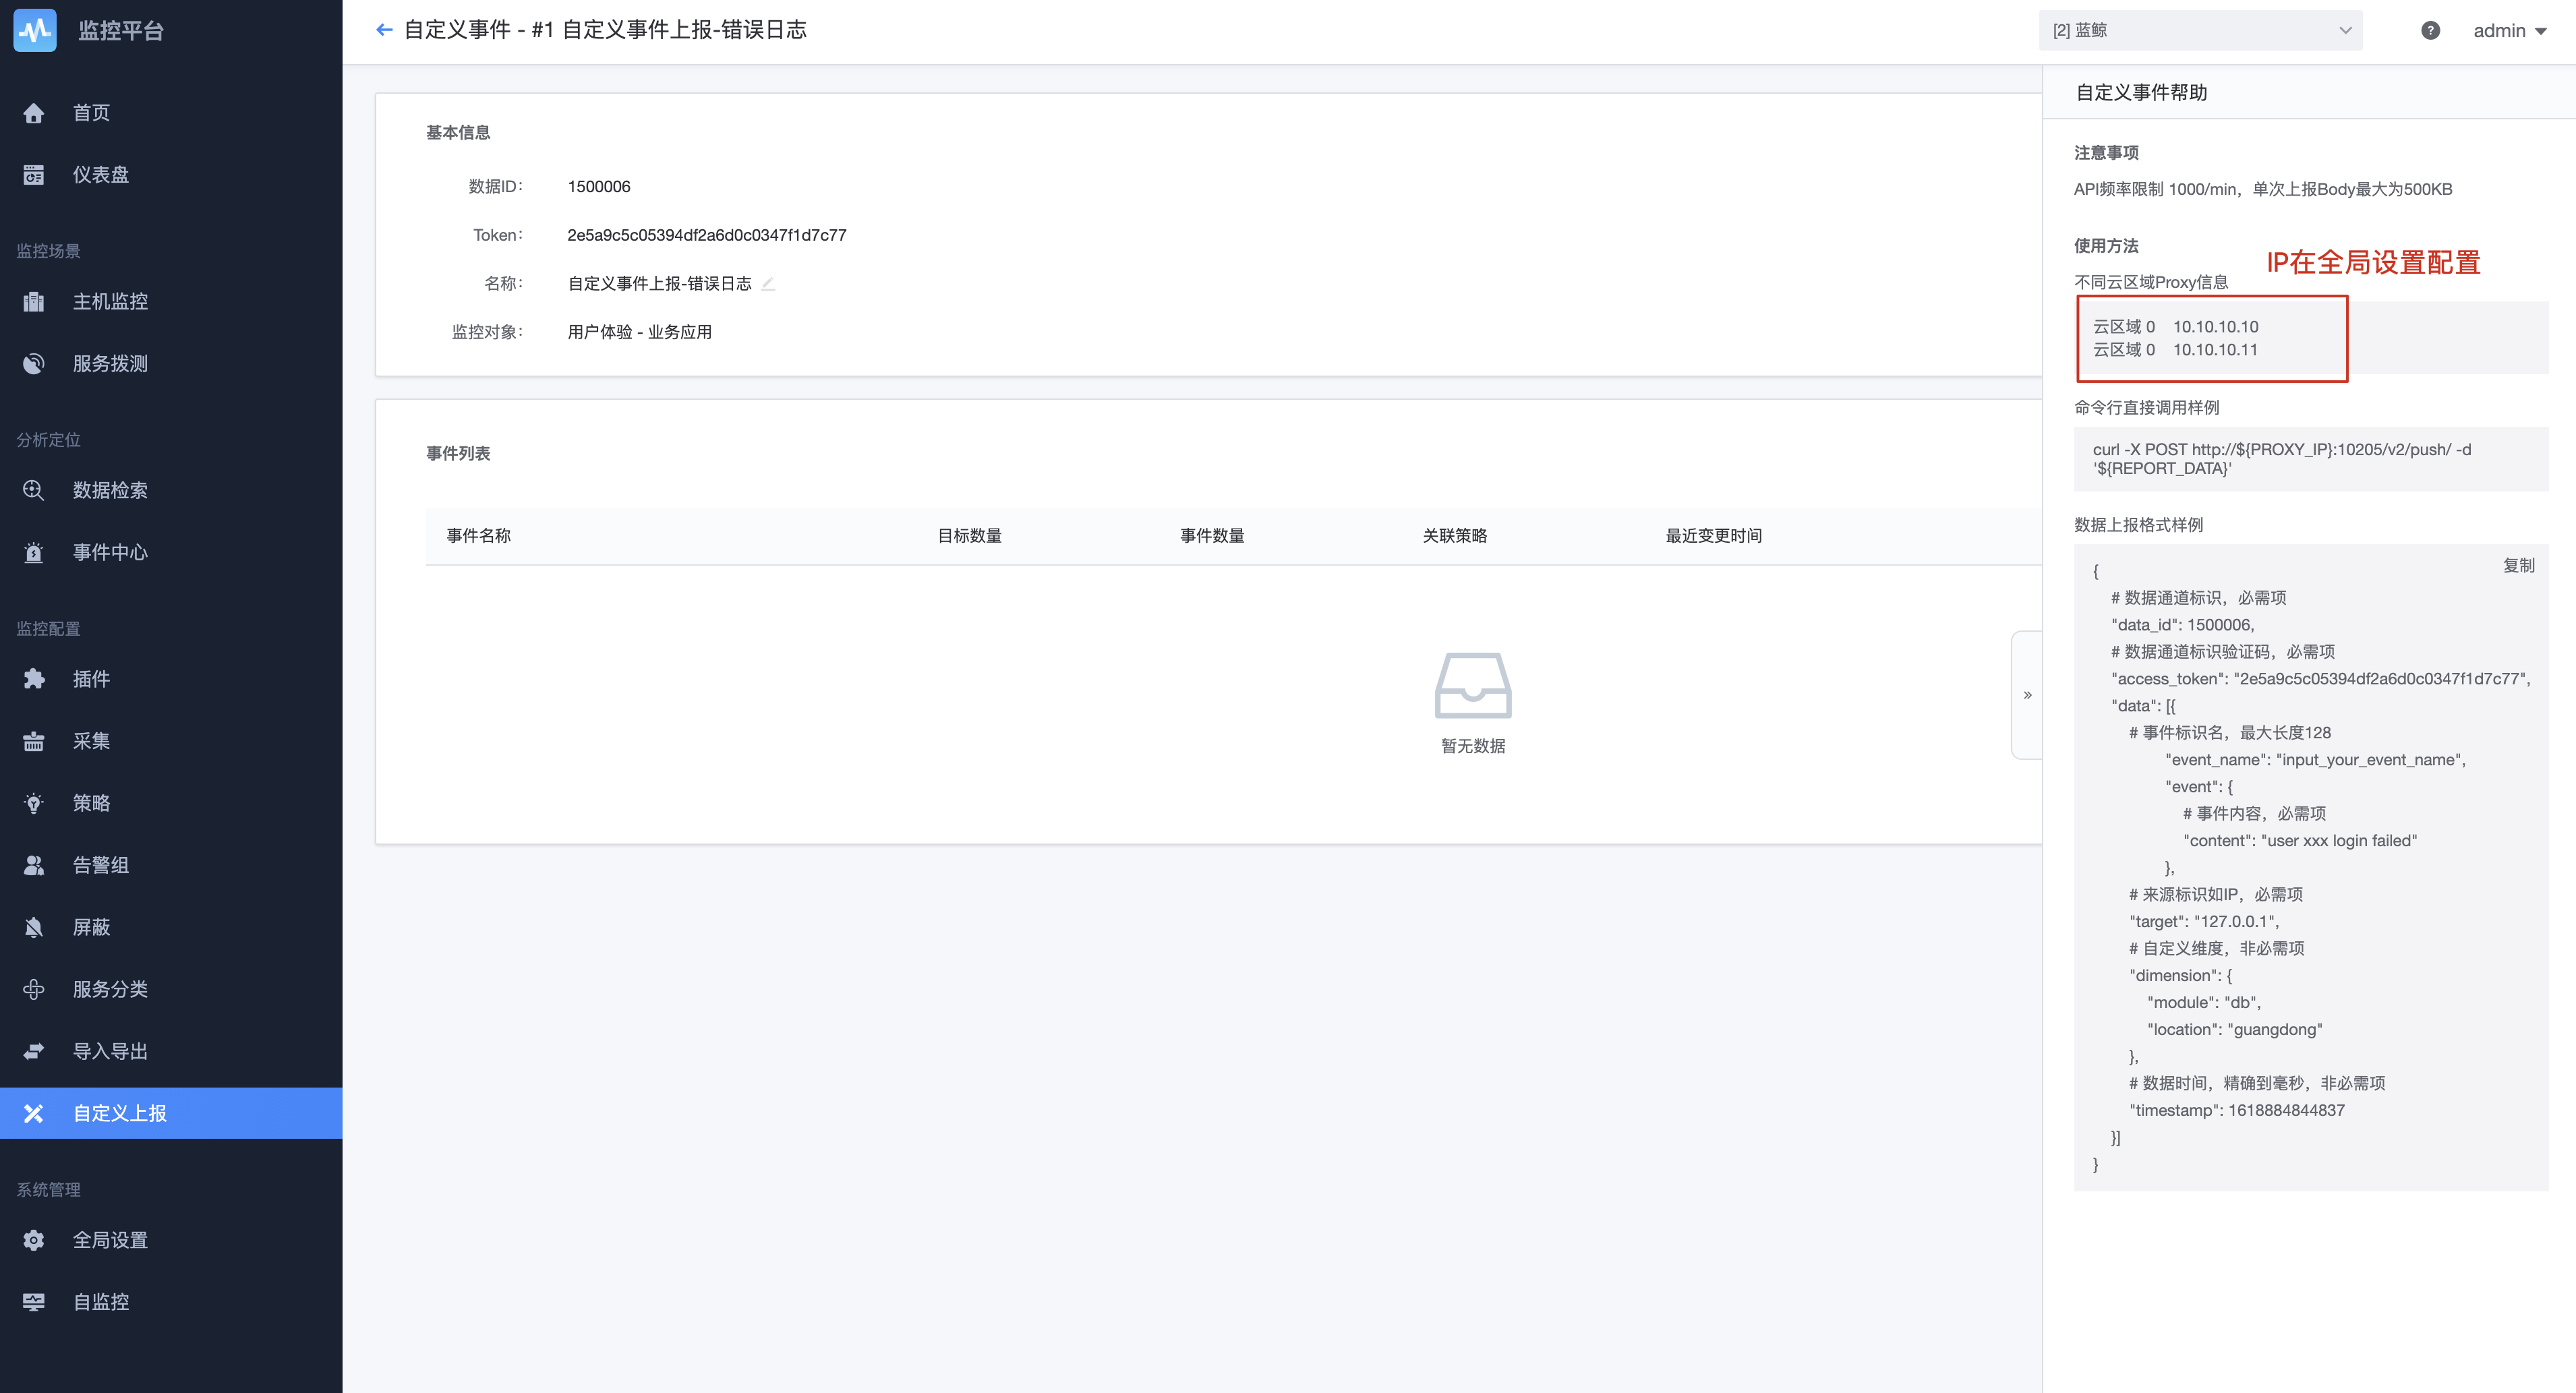 监控平台
首页
仪表盘
监控场景
主机监控
服务拨测
分析定位
数据检索
事件中心
监控配置
插件
采集
策略
告警组
屏蔽
服务分类
导入导出
自定义上报
系统管理
全局设置
自监控
自定义事件 - #1 自定义事件上报-错误日志
[2] 蓝鲸
admin
基本信息
数据ID： 1500006
Token： 2e5a9c5c05394df2a6d0c0347f1d7c77
名称： 自定义事件上报-错误日志
监控对象： 用户体验 - 业务应用
事件列表
事件名称 目标数量 事件数量 关联策略 最近变更时间
暂无数据
»
自定义事件帮助
注意事项
API频率限制 1000/min，单次上报Body最大为500KB
使用方法
IP在全局设置配置
不同云区域Proxy信息
云区域 0 10.10.10.10
云区域 0 10.10.10.11
命令行直接调用样例
curl -X POST http://${PROXY_IP}:10205/v2/push/ -d
'${REPORT_DATA}'
数据上报格式样例
复制
{
# 数据通道标识，必需项
"data_id": 1500006,
# 数据通道标识验证码，必需项
"access_token": "2e5a9c5c05394df2a6d0c0347f1d7c77",
"data": [{
# 事件标识名，最大长度128
"event_name": "input_your_event_name",
"event": {
# 事件内容，必需项
"content": "user xxx login failed"
},
# 来源标识如IP，必需项
"target": "127.0.0.1",
# 自定义维度，非必需项
"dimension": {
"module": "db",
"location": "guangdong"
},
# 数据时间，精确到毫秒，非必需项
"timestamp": 1618884844837
}]
}